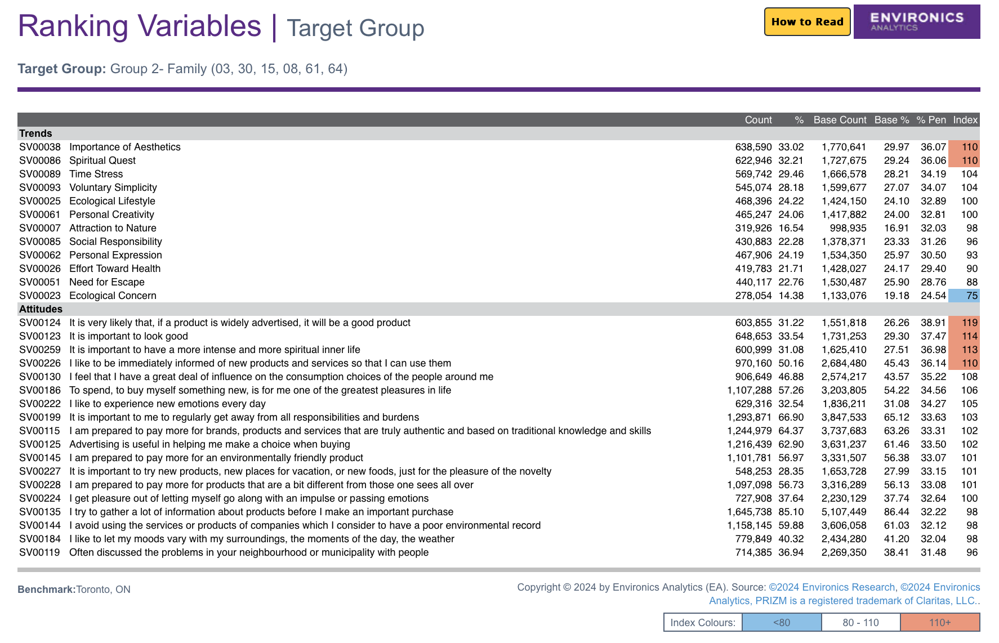 Ranking Variables | Target Group
How to Read
ENVIRONICS
ANALYTICS
Target Group: Group 2- Family (03, 30, 15, 08, 61, 64)
Count % Base Count Base % % Pen Index
Trends
SV00038 Importance of Aesthetics 638,590 33.02 1,770,641 29.97 36.07 110
SV00086 Spiritual Quest 622,946 32.21 1,727,675 29.24 36.06 110
SV00089 Time Stress 569,742 29.46 1,666,578 28.21 34.19 104
SV00093 Voluntary Simplicity 545,074 28.18 1,599,677 27.07 34.07 104
SV00025 Ecological Lifestyle 468,396 24.22 1,424,150 24.10 32.89 100
SV00061 Personal Creativity 465,247 24.06 1,417,882 24.00 32.81 100
SV00007 Attraction to Nature 319,926 16.54 998,935 16.91 32.03 98
SV00085 Social Responsibility 430,883 22.28 1,378,371 23.33 31.26 96
SV00062 Personal Expression 467,906 24.19 1,534,350 25.97 30.50 93
SV00026 Effort Toward Health 419,783 21.71 1,428,027 24.17 29.40 90
SV00051 Need for Escape 440,117 22.76 1,530,487 25.90 28.76 88
SV00023 Ecological Concern 278,054 14.38 1,133,076 19.18 24.54 75
Attitudes
SV00124 It is very likely that, if a product is widely advertised, it will be a good product 603,855 31.22 1,551,818 26.26 38.91 119
SV00123 It is important to look good 648,653 33.54 1,731,253 29.30 37.47 114
SV00259 It is important to have a more intense and more spiritual inner life 600,999 31.08 1,625,410 27.51 36.98 113
SV00226 I like to be immediately informed of new products and services so that I can use them 970,160 50.16 2,684,480 45.43 36.14 110
SV00130 I feel that I have a great deal of influence on the consumption choices of the people around me 906,649 46.88 2,574,217 43.57 35.22 108
SV00186 To spend, to buy myself something new, is for me one of the greatest pleasures in life 1,107,288 57.26 3,203,805 54.22 34.56 106
SV00222 I like to experience new emotions every day 629,316 32.54 1,836,211 31.08 34.27 105
SV00199 It is important to me to regularly get away from all responsibilities and burdens 1,293,871 66.90 3,847,533 65.12 33.63 103
SV00115 I am prepared to pay more for brands, products and services that are truly authentic and based on traditional knowledge and skills 1,244,979 64.37 3,737,683 63.26 33.31 102
SV00125 Advertising is useful in helping me make a choice when buying 1,216,439 62.90 3,631,237 61.46 33.50 102
SV00145 I am prepared to pay more for an environmentally friendly product 1,101,781 56.97 3,331,507 56.38 33.07 101
SV00227 It is important to try new products, new places for vacation, or new foods, just for the pleasure of the novelty 548,253 28.35 1,653,728 27.99 33.15 101
SV00228 I am prepared to pay more for products that are a bit different from those one sees all over 1,097,098 56.73 3,316,289 56.13 33.08 101
SV00224 I get pleasure out of letting myself go along with an impulse or passing emotions 727,908 37.64 2,230,129 37.74 32.64 100
SV00135 I try to gather a lot of information about products before I make an important purchase 1,645,738 85.10 5,107,449 86.44 32.22 98
SV00144 I avoid using the services or products of companies which I consider to have a poor environmental record 1,158,145 59.88 3,606,058 61.03 32.12 98
SV00184 I like to let my moods vary with my surroundings, the moments of the day, the weather 779,849 40.32 2,434,280 41.20 32.04 98
SV00119 Often discussed the problems in your neighbourhood or municipality with people 714,385 36.94 2,269,350 38.41 31.48 96
Benchmark:Toronto, ON
Copyright © 2024 by Environics Analytics (EA). Source: ©2024 Environics Research, ©2024 Environics
Analytics, PRIZM is a registered trademark of Claritas, LLC..
Index Colours: <80 80 - 110 110+